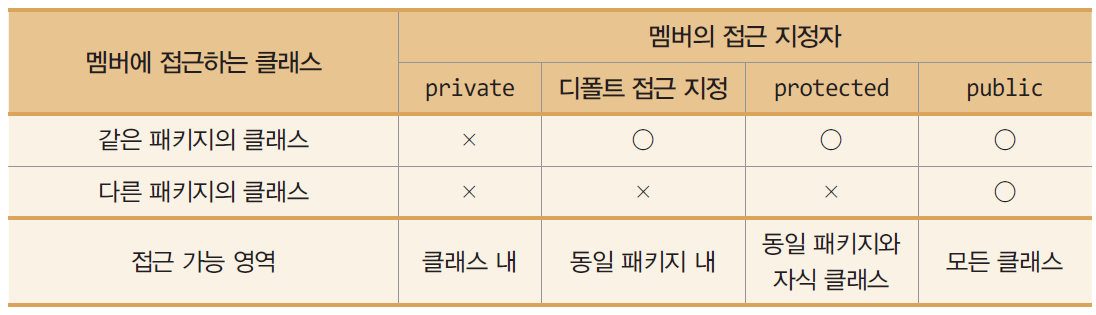 멤버에 접근하는 클래스
멤버의 접근 지정자
private 디폴트 접근 지정 protected public
같은 패키지의 클래스 × ○ ○ ○
다른 패키지의 클래스 × × × ○
접근 가능 영역 클래스 내 동일 패키지 내 동일 패키지와 모든 클래스
자식 클래스